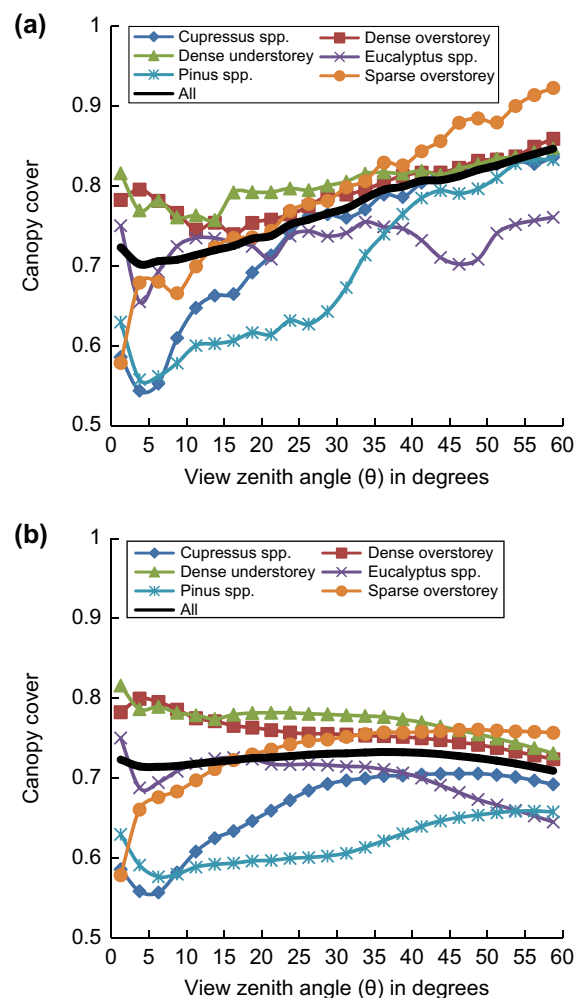 (a)
1
0.9
0.8
0.7
0.6
0.5
Canopy cover
Cupressus spp. Dense overstorey
Dense understorey Eucalyptus spp.
Pinus spp. Sparse overstorey
All
0 5 10 15 20 25 30 35 40 45 50 55 60
View zenith angle (θ) in degrees
(b)
1
0.9
0.8
0.7
0.6
0.5
Canopy cover
Cupressus spp. Dense overstorey
Dense understorey Eucalyptus spp.
Pinus spp. Sparse overstorey
All
0 5 10 15 20 25 30 35 40 45 50 55 60
View zenith angle (θ) in degrees